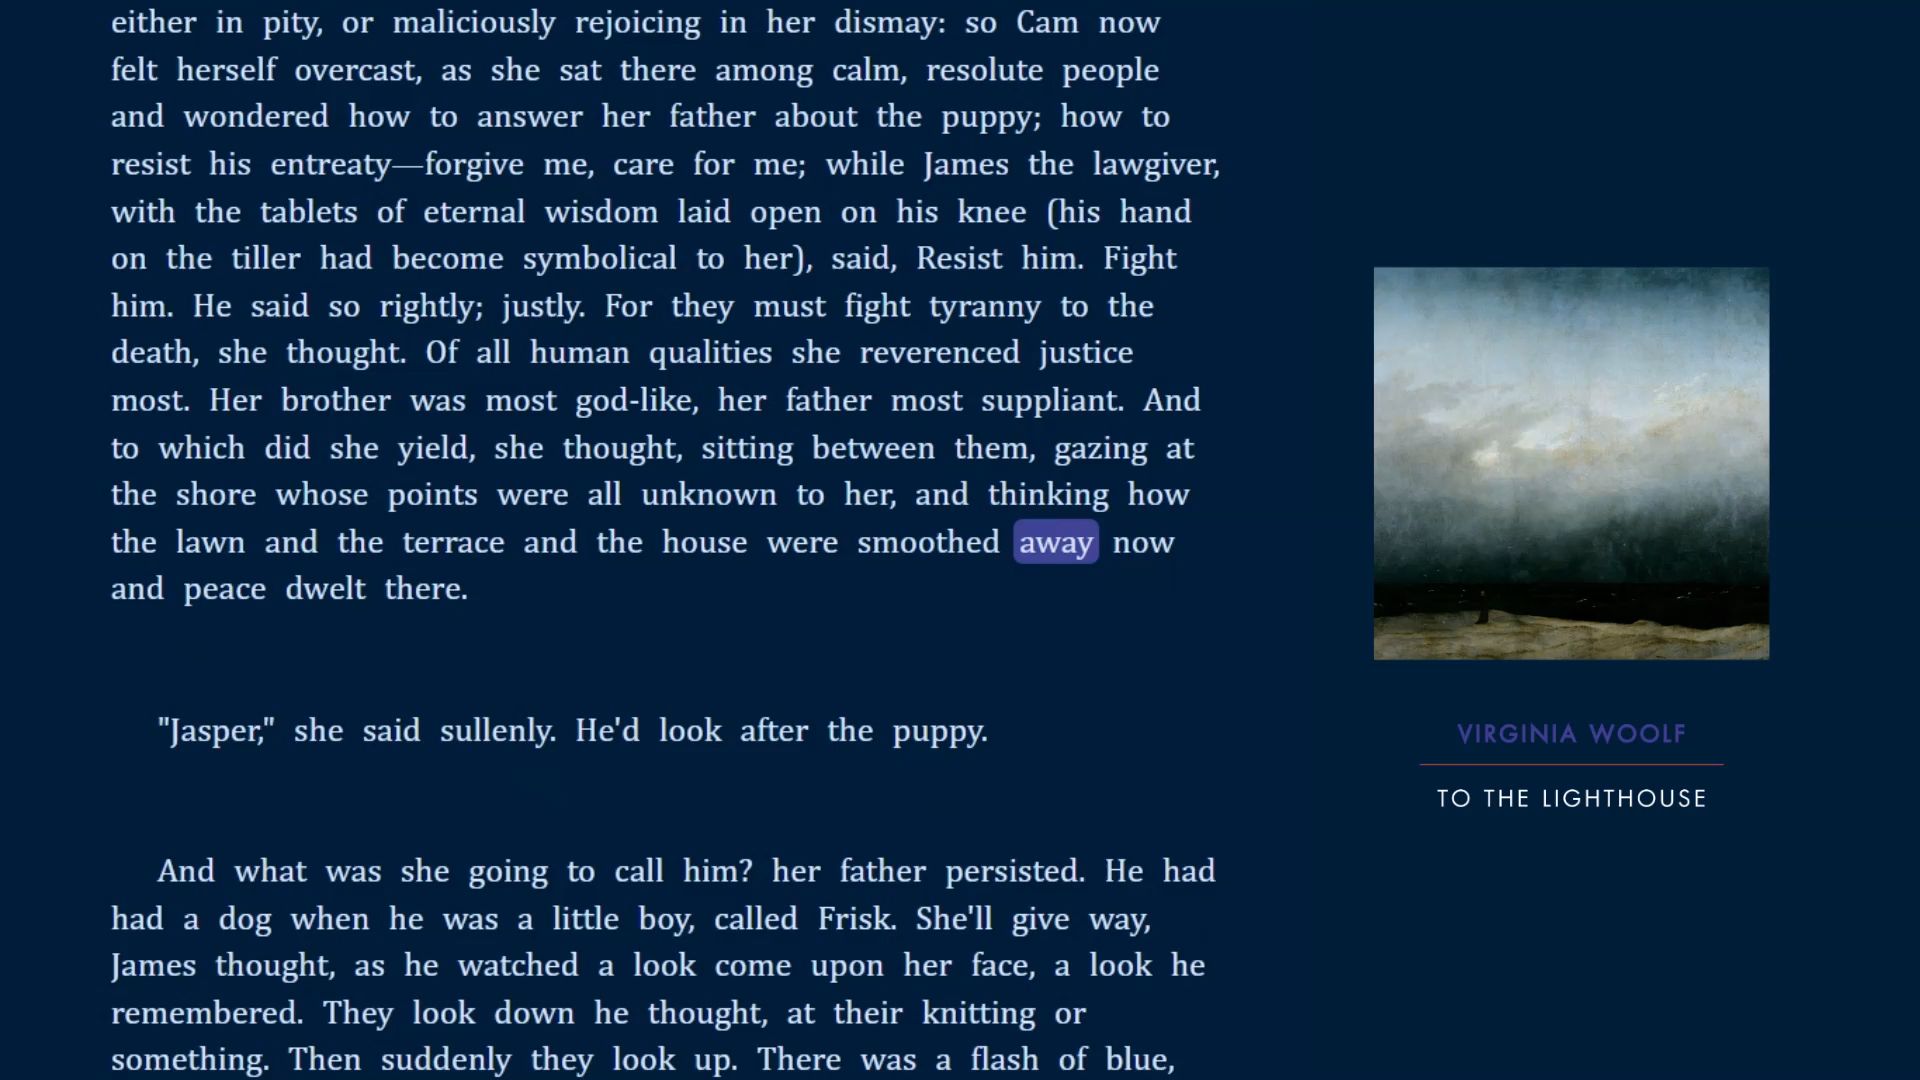 either in pity, or maliciously rejoicing in her dismay: so Cam now
felt herself overcast, as she sat there among calm, resolute people
and wondered how to answer her father about the puppy; how to
resist his entreaty—forgive me, care for me; while James the lawgiver,
with the tablets of eternal wisdom laid open on his knee (his hand
on the tiller had become symbolical to her), said, Resist him. Fight
him. He said so rightly; justly. For they must fight tyranny to the
death, she thought. Of all human qualities she reverenced justice
most. Her brother was most god-like, her father most suppliant. And
to which did she yield, she thought, sitting between them, gazing at
the shore whose points were all unknown to her, and thinking how
the lawn and the terrace and the house were smoothed away now
and peace dwelt there.
"Jasper," she said sullenly. He'd look after the puppy.
And what was she going to call him? her father persisted. He had
had a dog when he was a little boy, called Frisk. She'll give way,
James thought, as he watched a look come upon her face, a look he
remembered. They look down he thought, at their knitting or
something. Then suddenly they look up. There was a flash of blue,
VIRGINIA WOOLF
TO THE LIGHTHOUSE